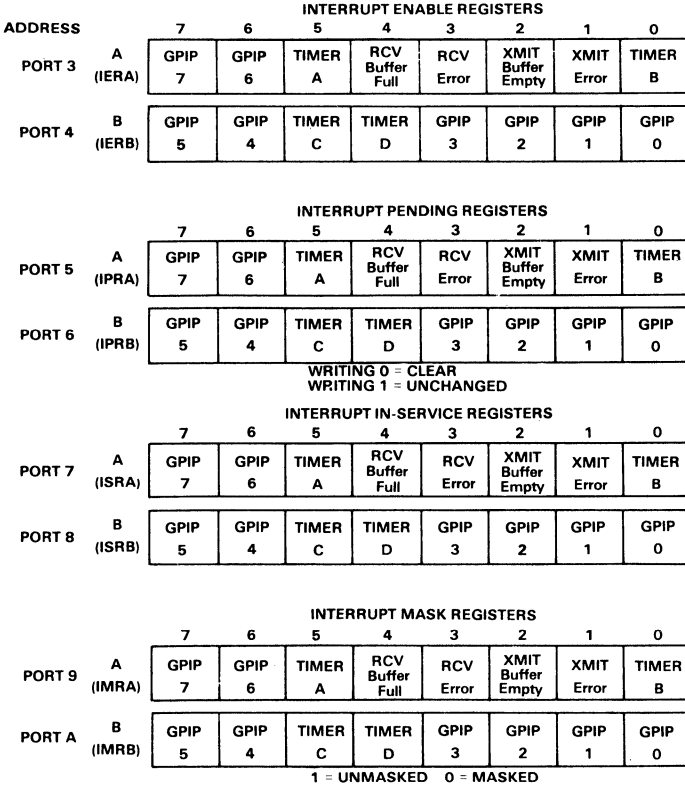 INTERRUPT ENABLE REGISTERS
ADDRESS 7 6 5 4 3 2 1 0
PORT 3 A (IERA) GPIP 7 GPIP 6 TIMER A RCV Buffer Full RCV Error XMIT Buffer Empty XMIT Error TIMER B
PORT 4 B (IERB) GPIP 5 GPIP 4 TIMER C TIMER D GPIP 3 GPIP 2 GPIP 1 GPIP 0
INTERRUPT PENDING REGISTERS
7 6 5 4 3 2 1 0
PORT 5 A (IPRA) GPIP 7 GPIP 6 TIMER A RCV Buffer Full RCV Error XMIT Buffer Empty XMIT Error TIMER B
PORT 6 B (IPRB) GPIP 5 GPIP 4 TIMER C TIMER D GPIP 3 GPIP 2 GPIP 1 GPIP 0
WRITING 0 = CLEAR
WRITING 1 = UNCHANGED
INTERRUPT IN-SERVICE REGISTERS
7 6 5 4 3 2 1 0
PORT 7 A (ISRA) GPIP 7 GPIP 6 TIMER A RCV Buffer Full RCV Error XMIT Buffer Empty XMIT Error TIMER B
PORT 8 B (ISRB) GPIP 5 GPIP 4 TIMER C TIMER D GPIP 3 GPIP 2 GPIP 1 GPIP 0
INTERRUPT MASK REGISTERS
7 6 5 4 3 2 1 0
PORT 9 A (IMRA) GPIP 7 GPIP 6 TIMER A RCV Buffer Full RCV Error XMIT Buffer Empty XMIT Error TIMER B
PORT A B (IMRB) GPIP 5 GPIP 4 TIMER C TIMER D GPIP 3 GPIP 2 GPIP 1 GPIP 0
1 = UNMASKED 0 = MASKED